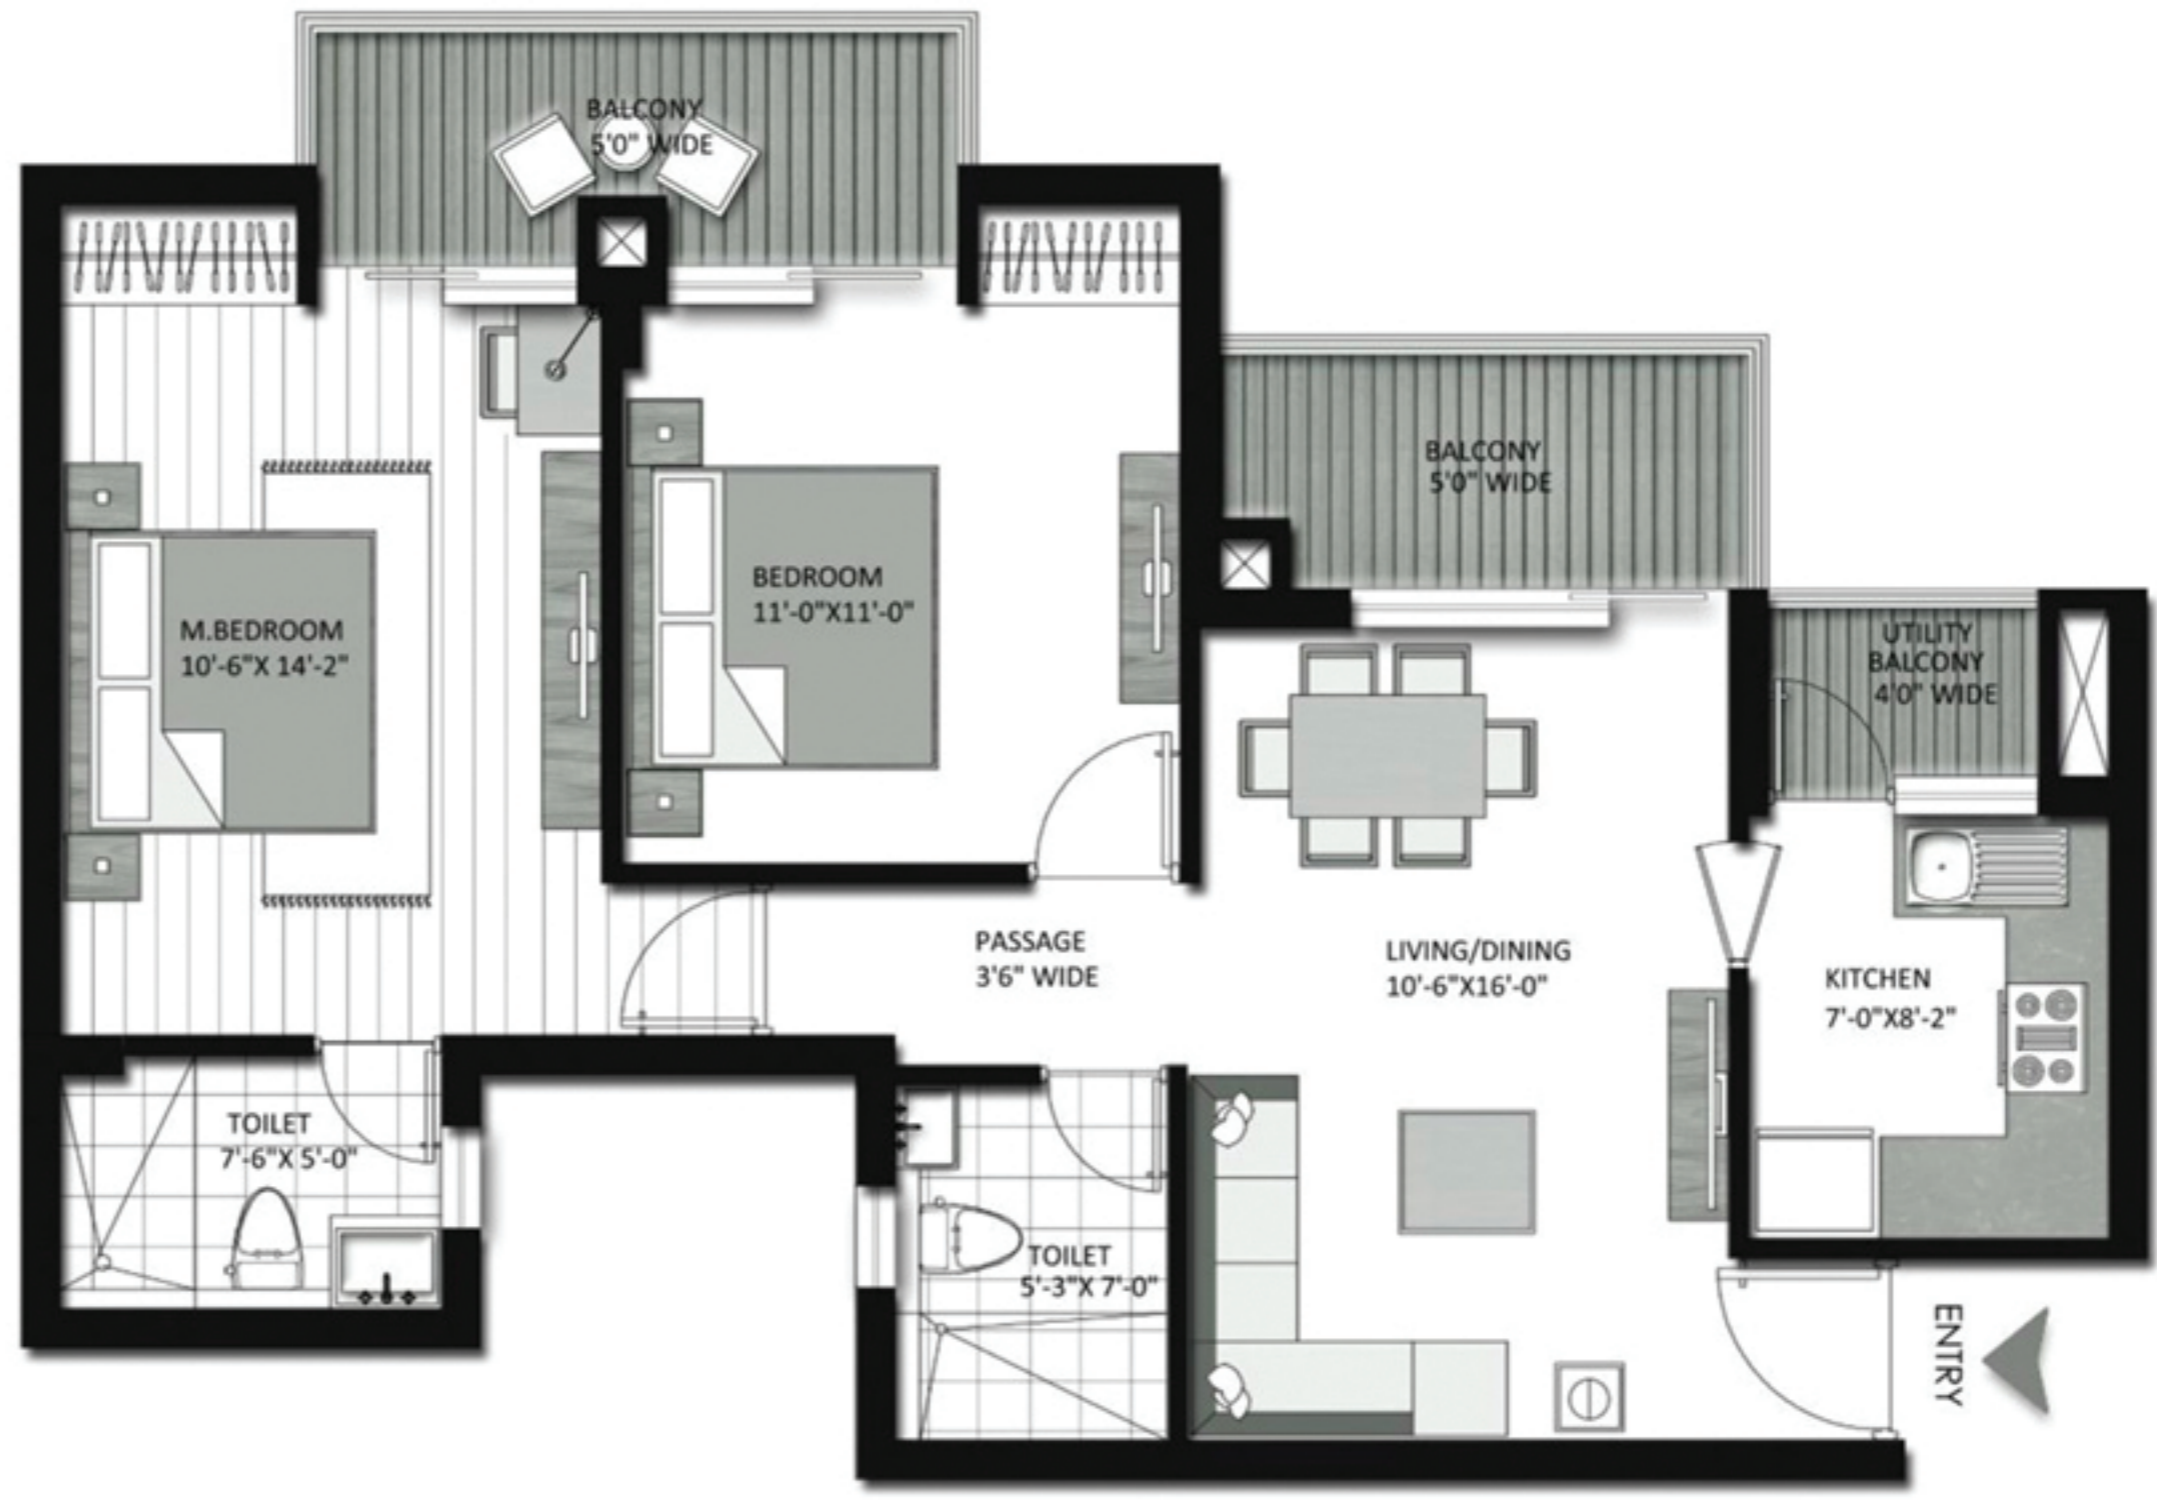 BALCONY
5'0" WIDE
BALCONY
5'0" WIDE
BEDROOM
11'-0"X11'-0"
M.BEDROOM
10'-6"X 14'-2"
UTILITY
BALCONY
4'0" WIDE
PASSAGE
3'6" WIDE
LIVING/DINING
10'-6"X16'-0"
KITCHEN
7'-0"X8'-2"
TOILET
7'-6"X 5'-0"
TOILET
5'-3"X 7'-0"
ENTRY